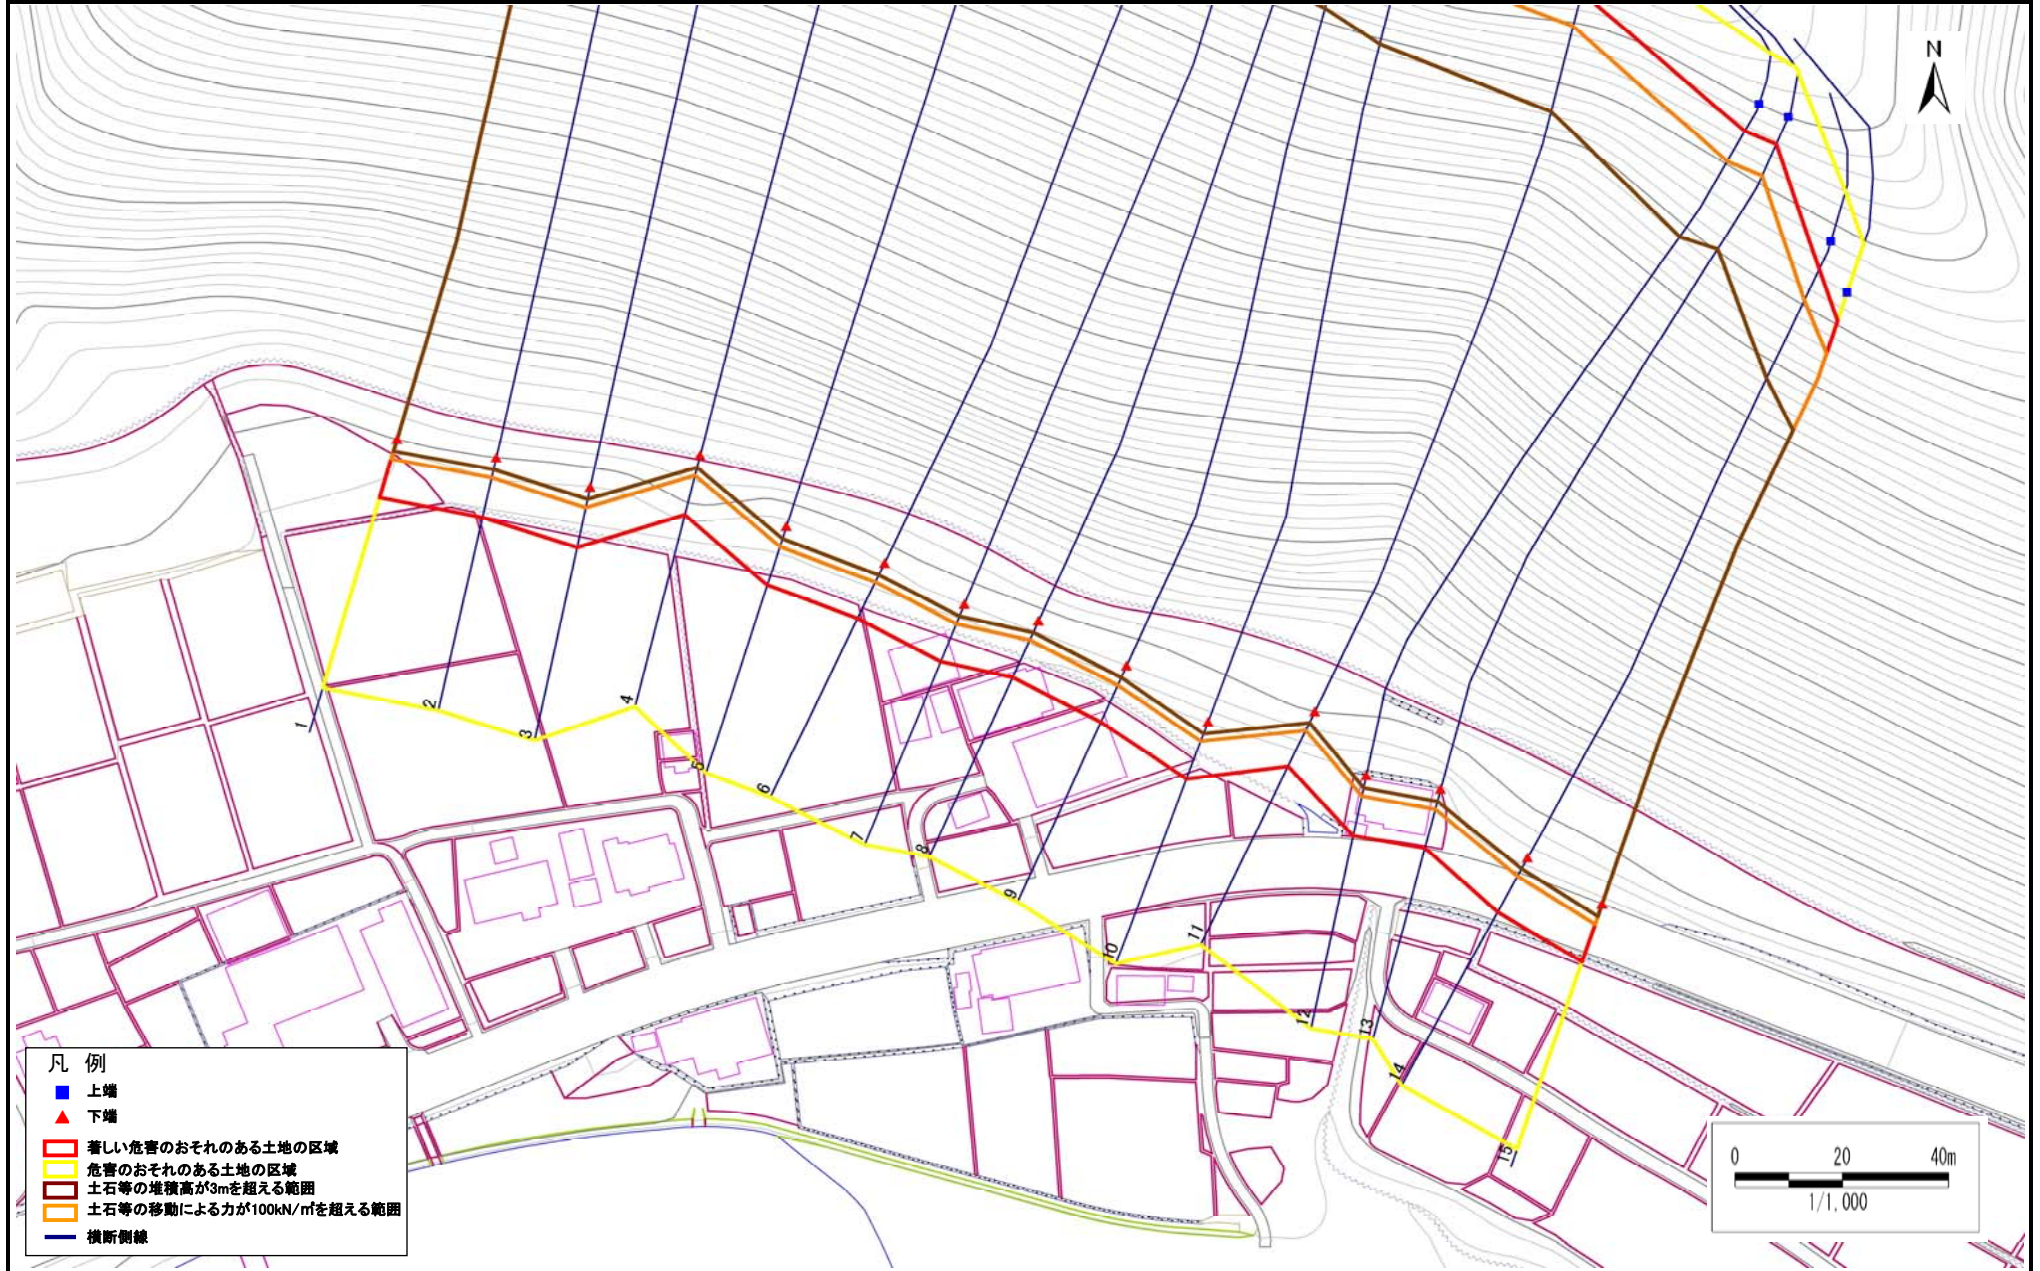 N
1
2
3
4
5
6
7
8
9
10
11
12
13
14
15
凡 例
上端
下端
著しい危害のおそれのある土地の区域
危害のおそれのある土地の区域
土石等の堆積高が3mを超える範囲
土石等の移動による力が100kN/㎡を超える範囲
横断側線
0 20 40m
1/1,000